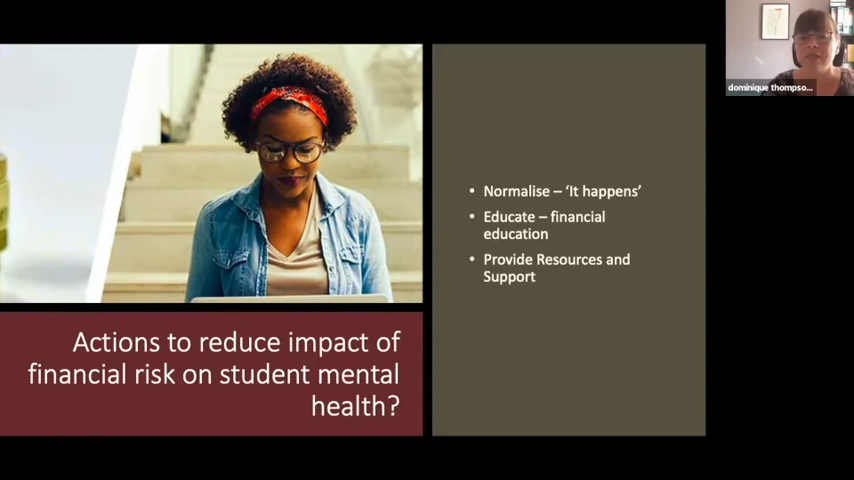 dominique thompso...
• Normalise – ‘It happens’
• Educate – financial
education
• Provide Resources and
Support
Actions to reduce impact of
financial risk on student mental
health?